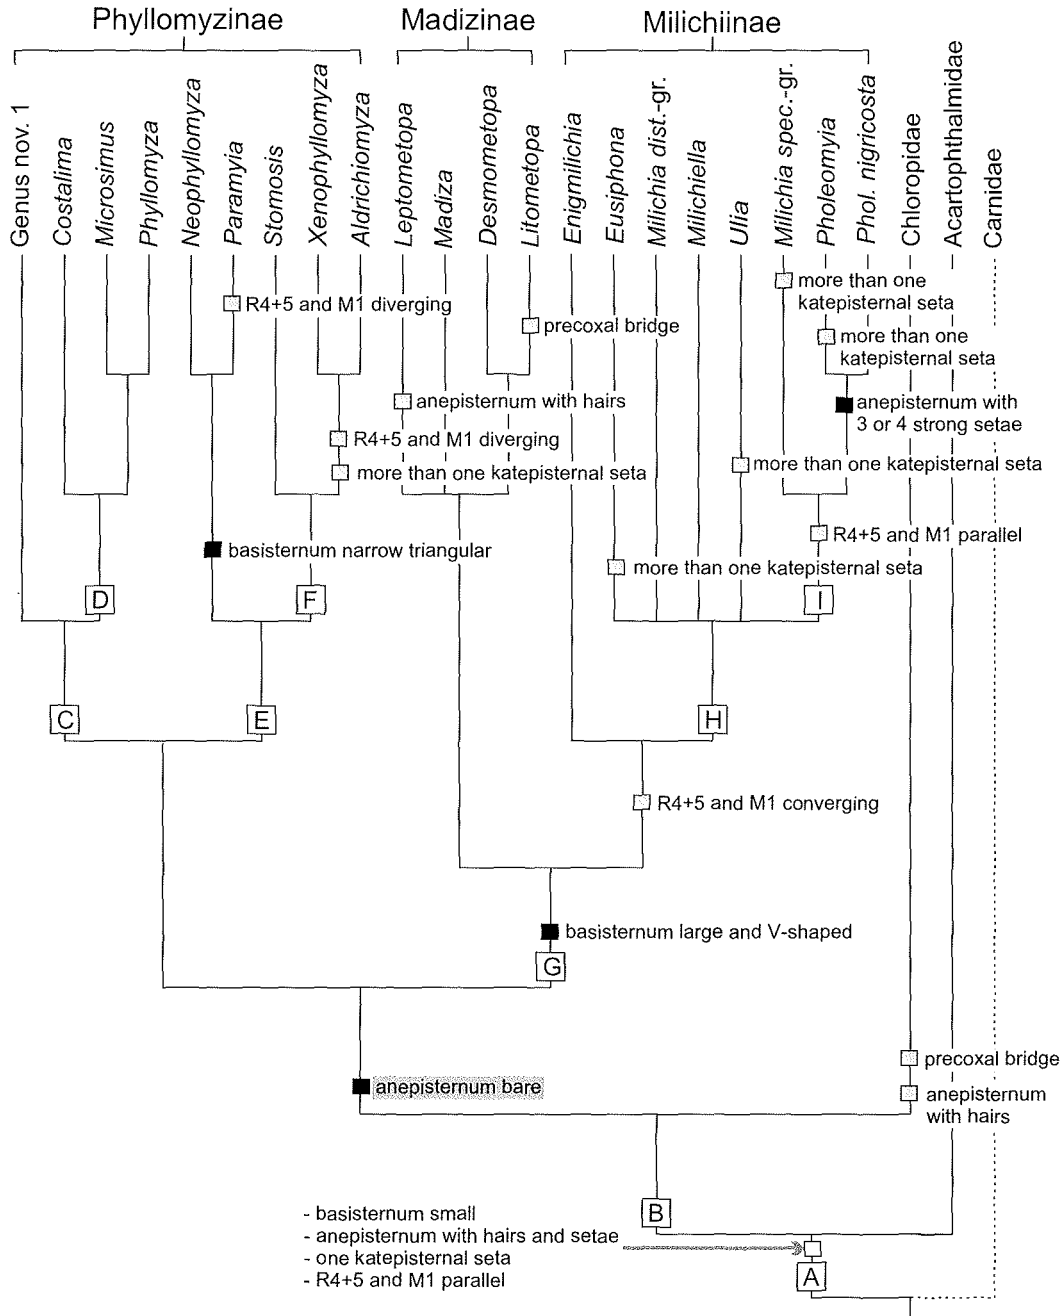 Phyllomyzinae
Madizinae
Milichiinae
Genus nov. 1
Costalima
Microsimus
Phyllomyza
Neophyllomyza
Paramyia
Stomosis
Xenophyllomyza
Aldrichiomyza
Leptometopa
Madiza
Desmometopa
Litometopa
Enigmilichia
Eusiphona
Milichia dist.-gr.
Milichiella
Ulia
Milichia spec.-gr.
Pholeomyia
Phol. nigricosta
Chloropidae
Acartophthalmidae
Carnidae
R4+5 and M1 diverging
more than one
katepisternal seta
precoxal bridge
more than one
katepisternal seta
anepisternum with hairs
anepisternum with
3 or 4 strong setae
R4+5 and M1 diverging
more than one katepisternal seta
more than one katepisternal seta
basisternum narrow triangular
R4+5 and M1 parallel
more than one katepisternal seta
D
F
I
C
E
H
R4+5 and M1 converging
basisternum large and V-shaped
G
precoxal bridge
anepisternum bare
anepisternum
with hairs
B
- basisternum small
- anepisternum with hairs and setae
- one katepisternal seta
- R4+5 and M1 parallel
A